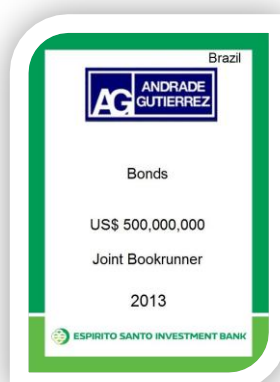 Brazil
AG
ANDRADE
GUTIERREZ
Bonds
US$ 500,000,000
Joint Bookrunner
2013
ESPIRITO SANTO INVESTMENT BANK